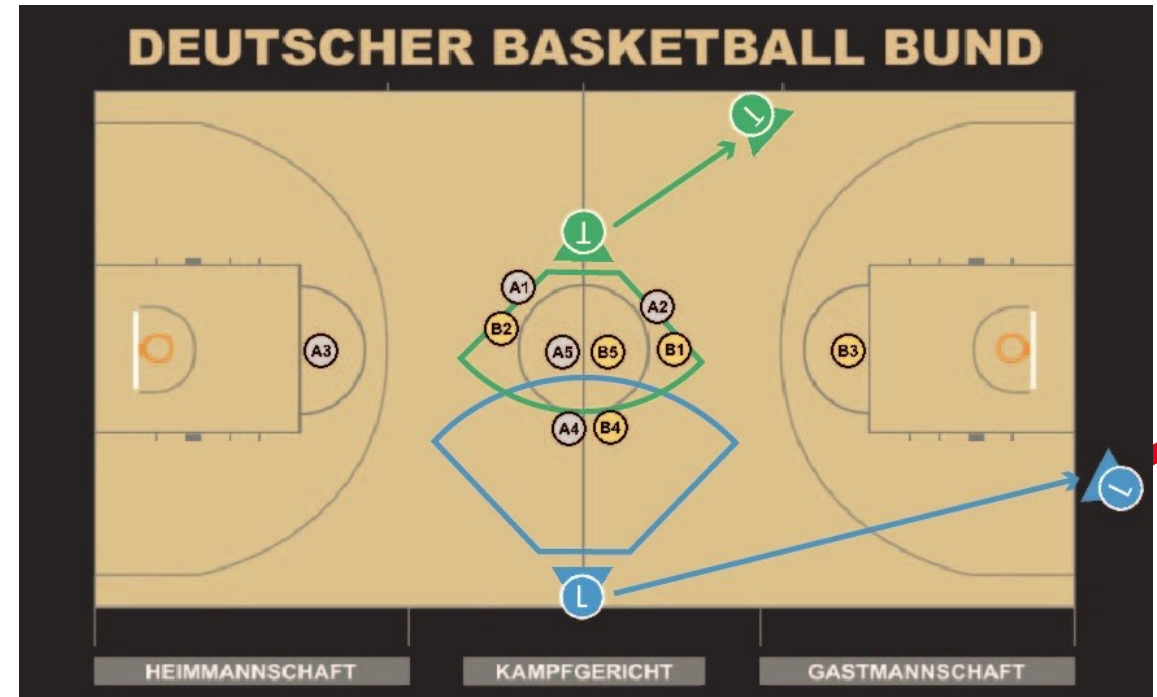 DEUTSCHER BASKETBALL BUND
T
T
A1
A2
B2
A3
A5
B5
B1
B3
A4
B4
L
L
HEIMMANNSCHAFT
KAMPFGERICHT
GASTMANNSCHAFT